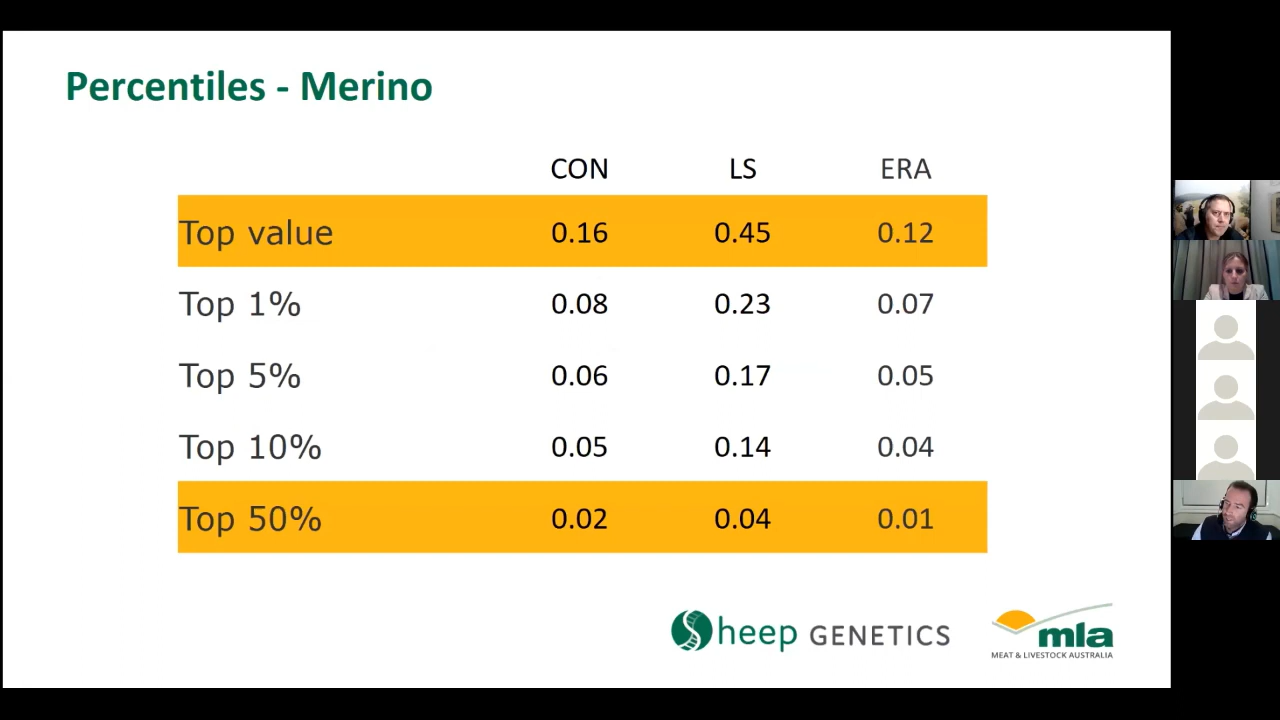 Percentiles - Merino
CON LS ERA
Top value 0.16 0.45 0.12
Top 1% 0.08 0.23 0.07
Top 5% 0.06 0.17 0.05
Top 10% 0.05 0.14 0.04
Top 50% 0.02 0.04 0.01
Sheep GENETICS
mla
MEAT & LIVESTOCK AUSTRALIA